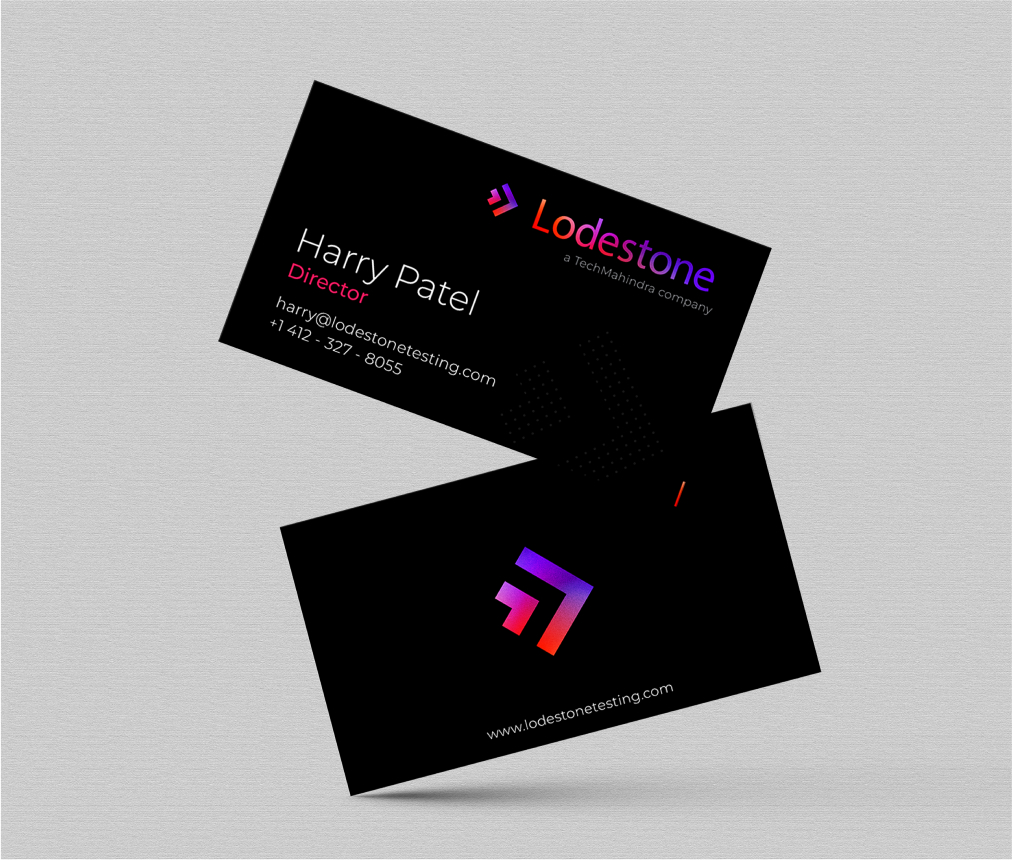 Lodestone
a TechMahindra company
Harry Patel
Director
harry@lodestonetesting.com
+1 412 - 327 - 8055
www.lodestonetesting.com